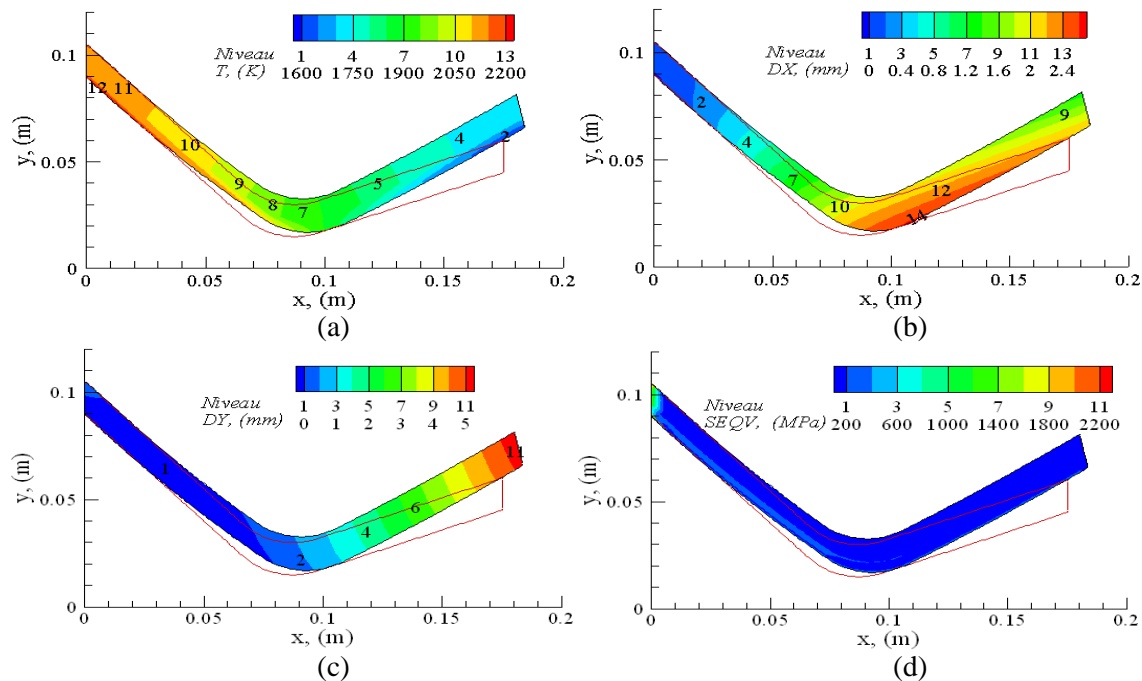 Niveau 1 4 7 10 13
T, (K) 1600 1750 1900 2050 2200
0.1
0.05
0
y, (m)
12 11 10 9 8 7 5 4 2
0 0.05 0.1 0.15 0.2
x, (m)
(a)
Niveau 1 3 5 7 9 11 13
DX, (mm) 0 0.4 0.8 1.2 1.6 2 2.4
0.1
0.05
0
y, (m)
2 4 7 10 14 12 9
0 0.05 0.1 0.15 0.2
x, (m)
(b)
Niveau 1 3 5 7 9 11
DY, (mm) 0 1 2 3 4 5
0.1
0.05
0
y, (m)
1 2 4 6 11
0 0.05 0.1 0.15 0.2
x, (m)
(c)
Niveau 1 3 5 7 9 11
SEQV, (MPa) 200 600 1000 1400 1800 2200
0.1
0.05
0
y, (m)
0 0.05 0.1 0.15 0.2
x, (m)
(d)